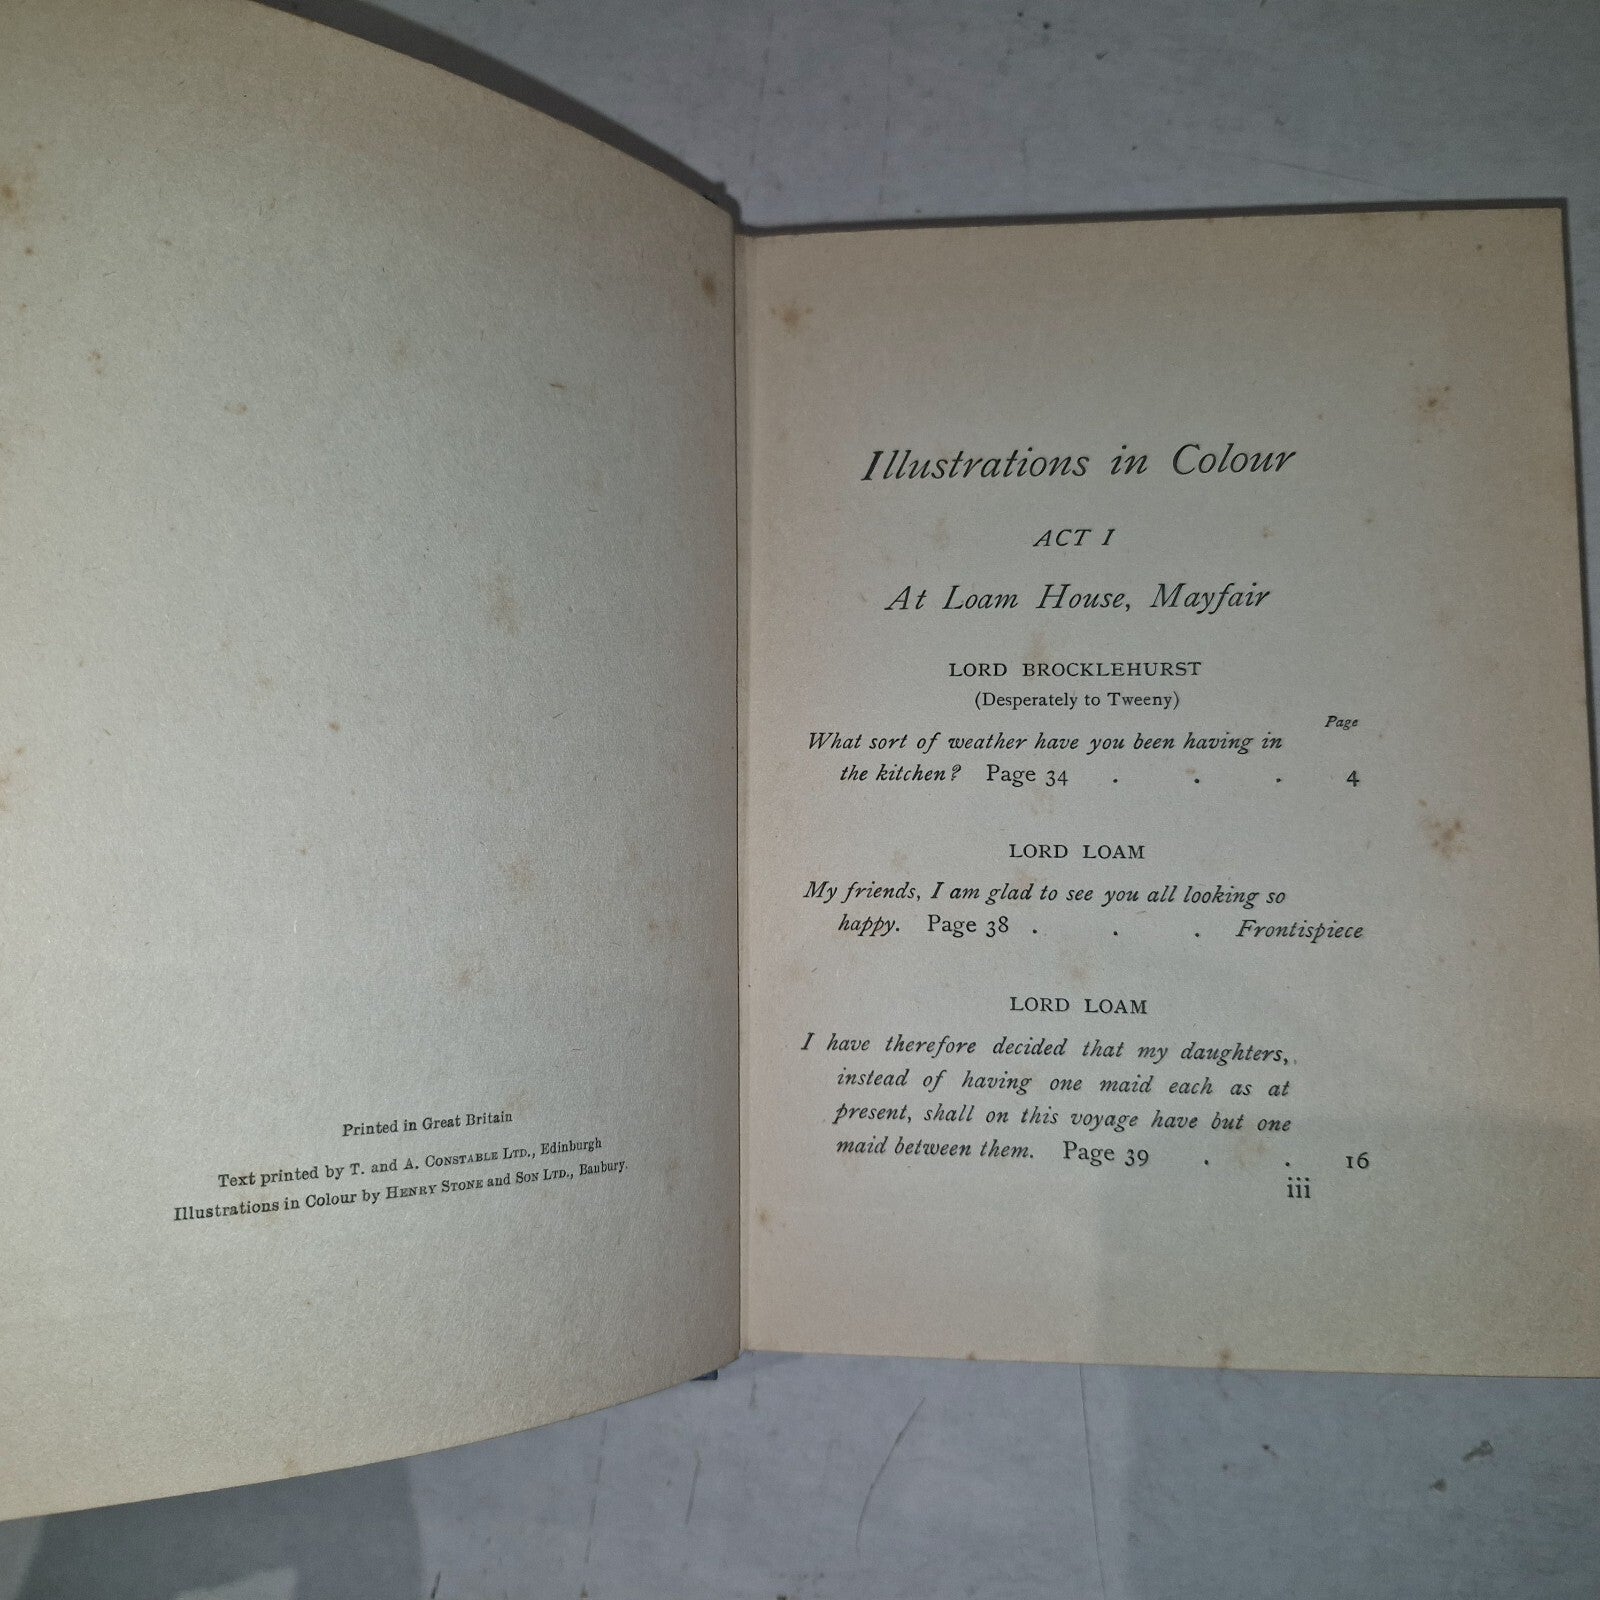 Printed in Great Britain
Text printed by T. and A. CONSTABLE LTD., Edinburgh
Illustrations in Colour by HENRY STONE and SON LTD., Banbury.
Illustrations in Colour
ACT I
At Loam House, Mayfair
LORD BROCKLEHURST
(Desperately to Tweeny)
Page
What sort of weather have you been having in
the kitchen? Page 34 . . . 4
LORD LOAM
My friends, I am glad to see you all looking so
happy. Page 38 . . . Frontispiece
LORD LOAM
I have therefore decided that my daughters,
instead of having one maid each as at
present, shall on this voyage have but one
maid between them. Page 39 . . 16
iii